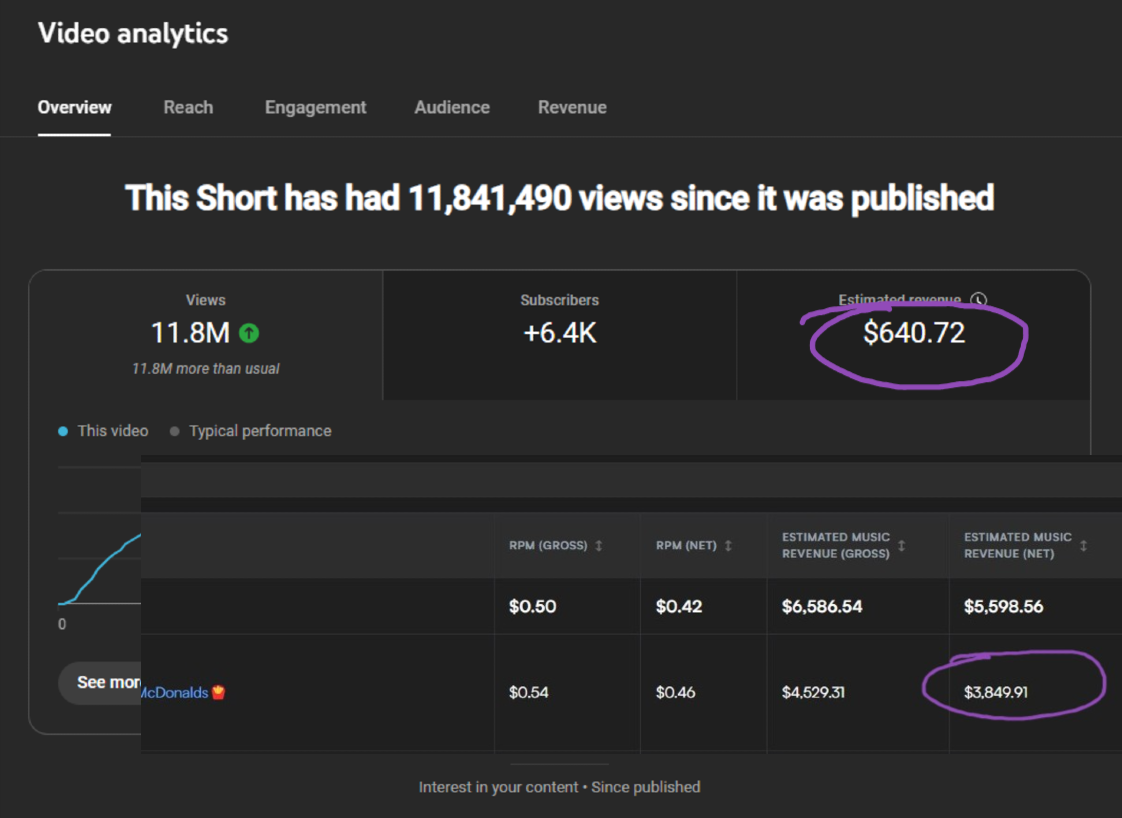 Video analytics
Overview Reach Engagement Audience Revenue
This Short has had 11,841,490 views since it was published
Views Subscribers Estimated revenue
11.8M +6.4K $640.72
11.8M more than usual
This video Typical performance
RPM (GROSS) RPM (NET) ESTIMATED MUSIC REVENUE (GROSS) ESTIMATED MUSIC REVENUE (NET)
$0.50 $0.42 $6,586.54 $5,598.56
0
See mor
McDonalds $0.54 $0.46 $4,529.31 $3,849.91
Interest in your content • Since published